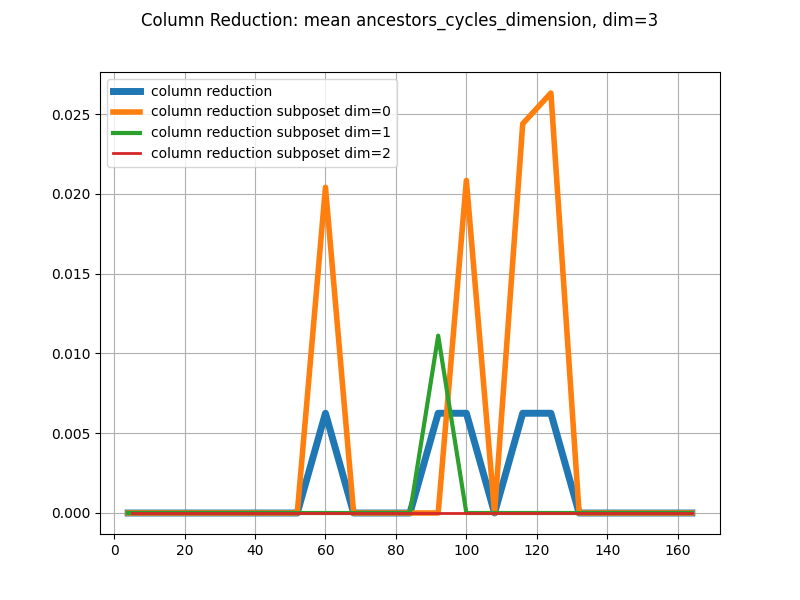 Column Reduction: mean ancestors_cycles_dimension, dim=3
column reduction
column reduction subposet dim=0
column reduction subposet dim=1
column reduction subposet dim=2
0.025
0.020
0.015
0.010
0.005
0.000
0 20 40 60 80 100 120 140 160